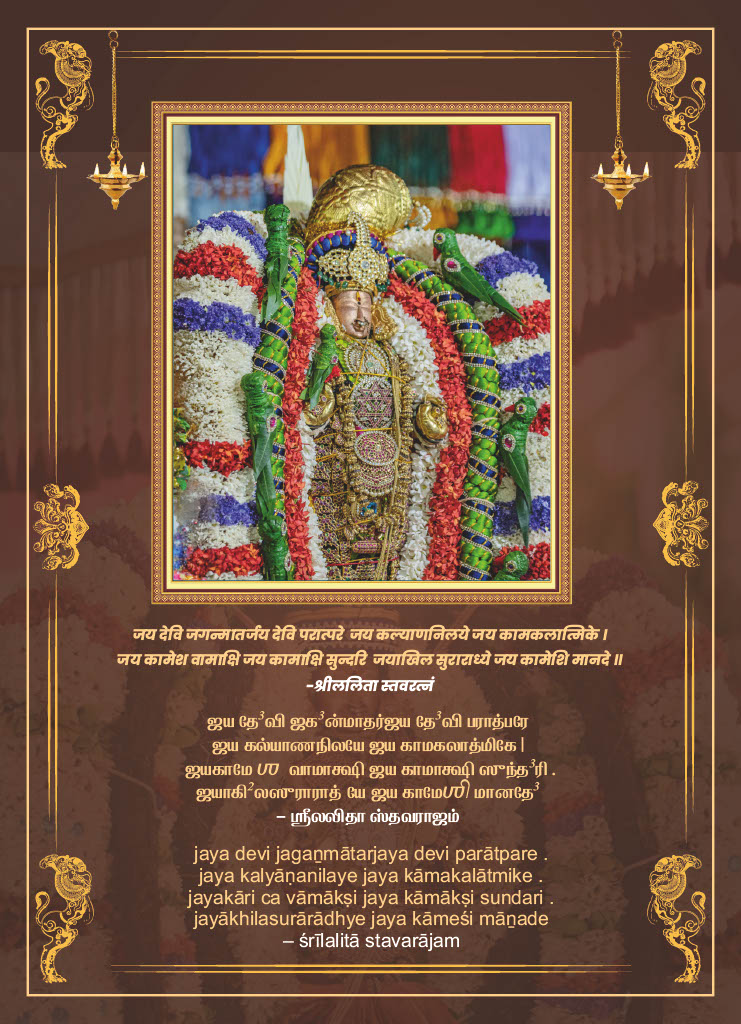 जय देवि जगन्मातर्जय देवि परात्परे जय कल्याणनिलये जय कामकलात्मिके ।
जय कामेश वामाक्षि जय कामाक्षि सुन्दरि जयाखिल सुराराध्ये जय कामेशि मानदे ॥
-श्रीललिता स्तवरत्नं
ஜய தே³வி ஜக³ன்மாதர்ஜய தே³வி பராத்பரே
ஜய கல்யாணநிலயே ஜய காமகலாத்மிகே |
ஜயகாமே ஶ வாமாக்ஷி ஜய காமாக்ஷி ஸுந்த³ரி .
ஜயாகி²லஸுராராத் யே ஜய காமேஶி மானதே³
– ஸ்ரீலலிதா ஸ்தவராஜம்
jaya devi jagaṉmātarjaya devi parātpare .
jaya kalyāṇanilaye jaya kāmakalātmike .
jayakāri ca vāmākṣi jaya kāmākṣi sundari .
jayākhilasurārādhye jaya kāmeśi māṉade
– śrīlalitā stavarājam